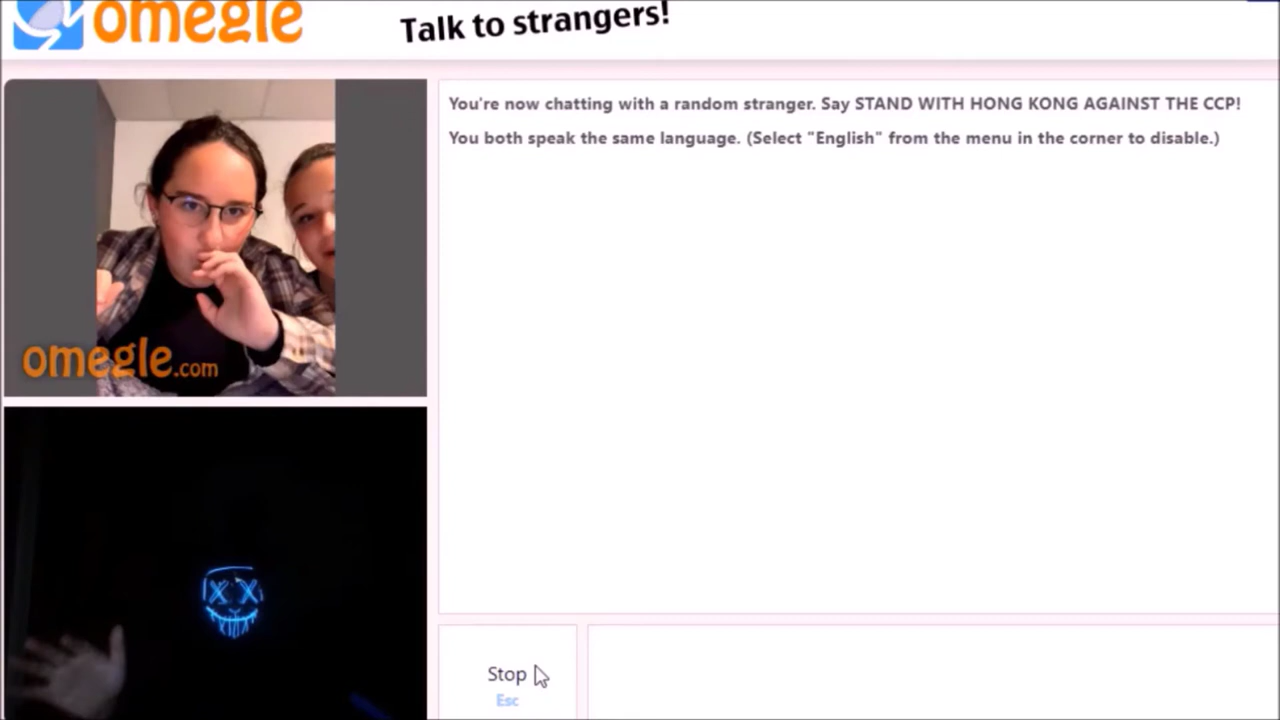 omegle
Talk to strangers!
You're now chatting with a random stranger. Say STAND WITH HONG KONG AGAINST THE CCP!
You both speak the same language. (Select "English" from the menu in the corner to disable.)
omegle.com
Stop
Esc